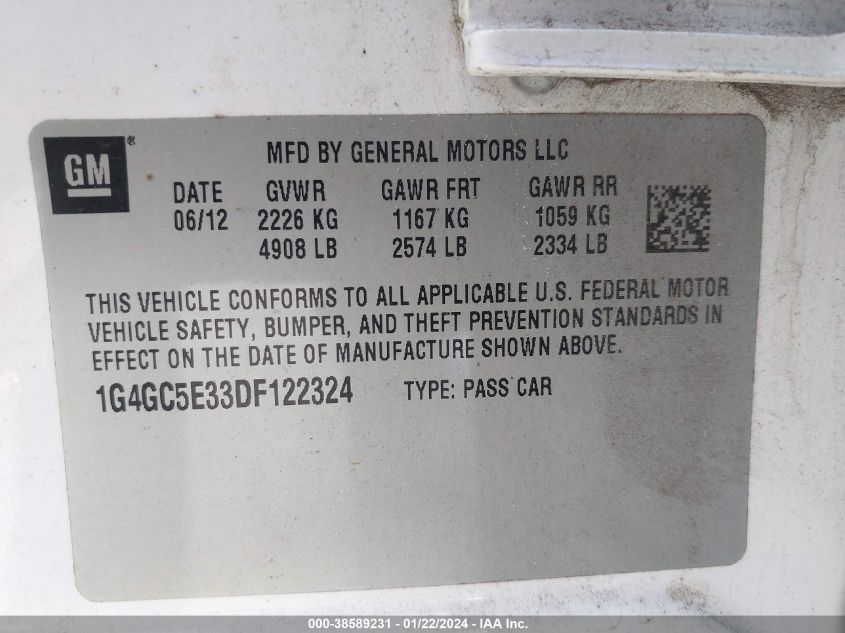 GM ®
MFD BY GENERAL MOTORS LLC
DATE GVWR GAWR FRT GAWR RR
06/12 2226 KG 1167 KG 1059 KG
4908 LB 2574 LB 2334 LB
THIS VEHICLE CONFORMS TO ALL APPLICABLE U.S. FEDERAL MOTOR
VEHICLE SAFETY, BUMPER, AND THEFT PREVENTION STANDARDS IN
EFFECT ON THE DATE OF MANUFACTURE SHOWN ABOVE.
1G4GC5E33DF122324 TYPE: PASS CAR
000-38589231 - 01/22/2024 - IAA Inc.